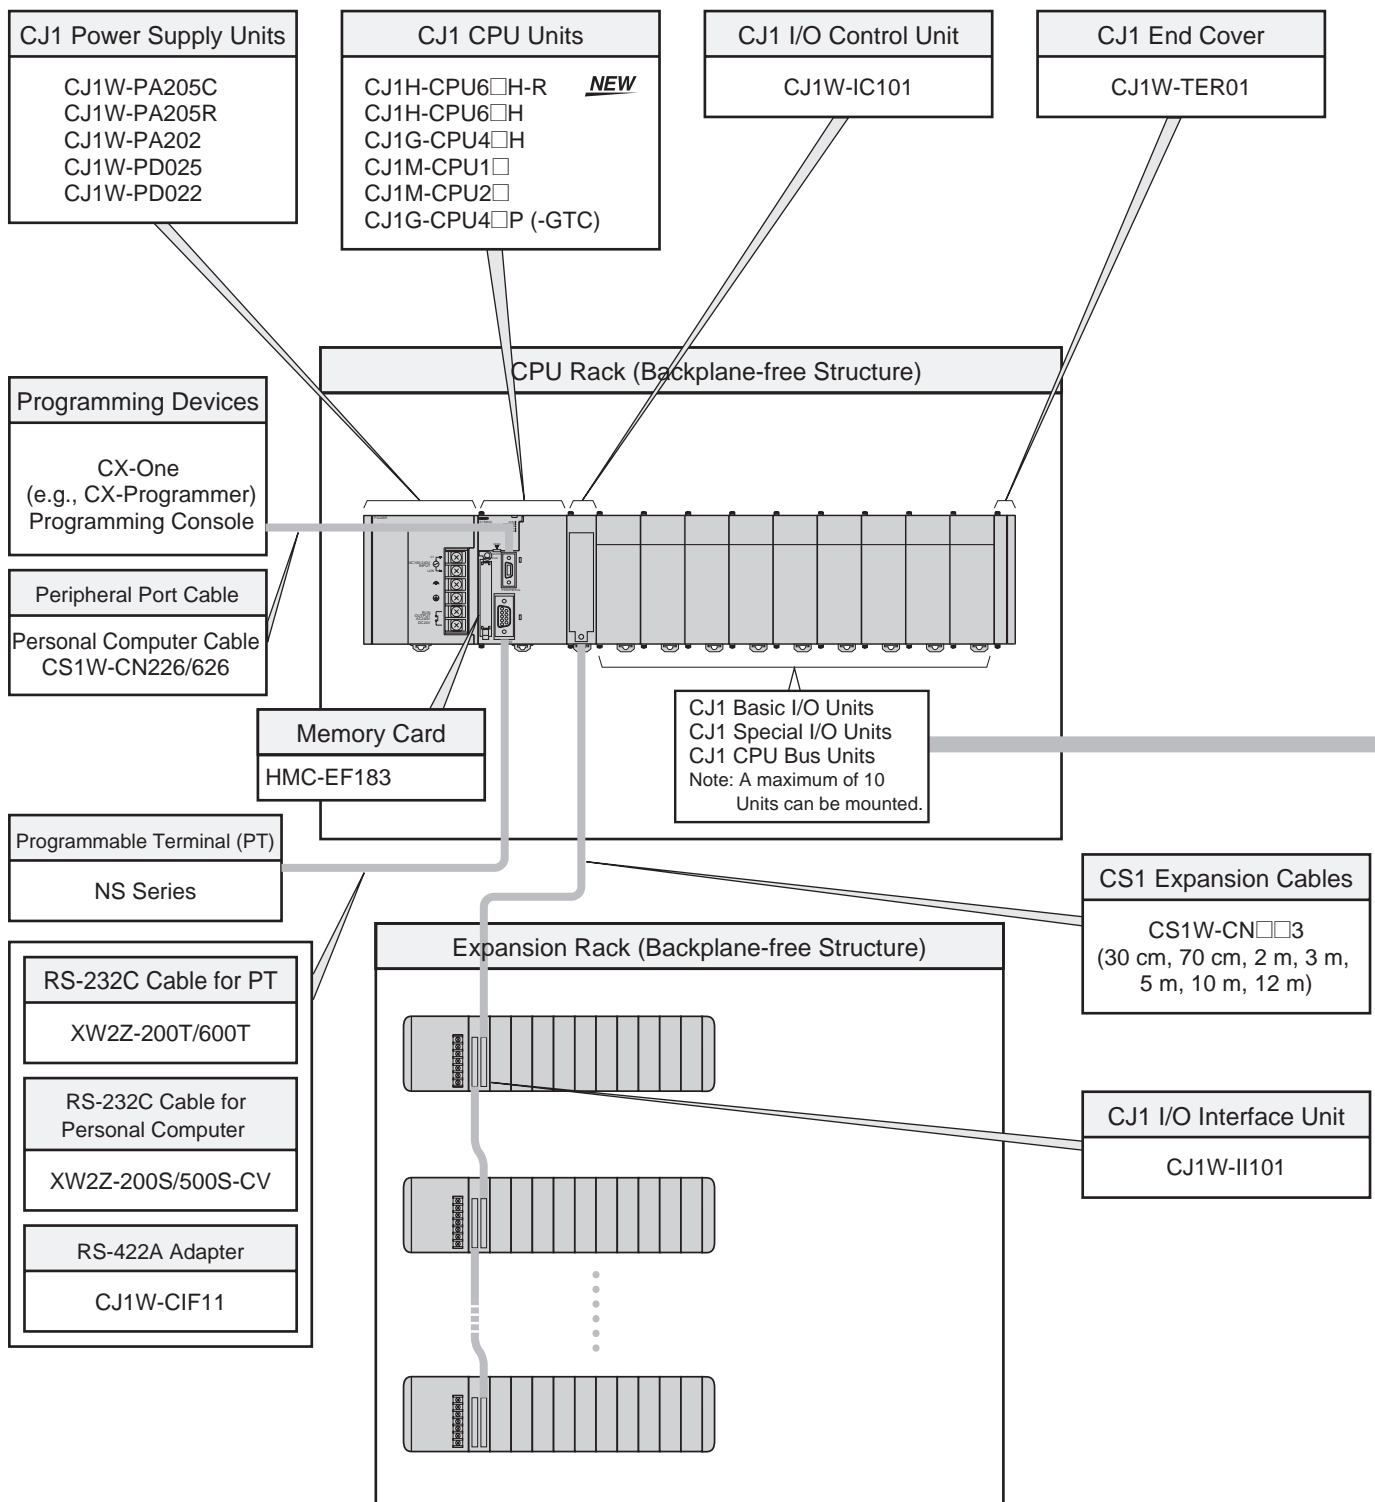 CJ1 Power Supply Units
CJ1W-PA205C
CJ1W-PA205R
CJ1W-PA202
CJ1W-PD025
CJ1W-PD022
CJ1 CPU Units
CJ1H-CPU6□H-R NEW
CJ1H-CPU6□H
CJ1G-CPU4□H
CJ1M-CPU1□
CJ1M-CPU2□
CJ1G-CPU4□P (-GTC)
CJ1 I/O Control Unit
CJ1W-IC101
CJ1 End Cover
CJ1W-TER01
CPU Rack (Backplane-free Structure)
Programming Devices
CX-One
(e.g., CX-Programmer)
Programming Console
Peripheral Port Cable
Personal Computer Cable
CS1W-CN226/626
Memory Card
HMC-EF183
CJ1 Basic I/O Units
CJ1 Special I/O Units
CJ1 CPU Bus Units
Note: A maximum of 10
Units can be mounted.
Programmable Terminal (PT)
NS Series
CS1 Expansion Cables
CS1W-CN□□3
(30 cm, 70 cm, 2 m, 3 m,
5 m, 10 m, 12 m)
Expansion Rack (Backplane-free Structure)
RS-232C Cable for PT
XW2Z-200T/600T
RS-232C Cable for
Personal Computer
XW2Z-200S/500S-CV
RS-422A Adapter
CJ1W-CIF11
CJ1 I/O Interface Unit
CJ1W-II101